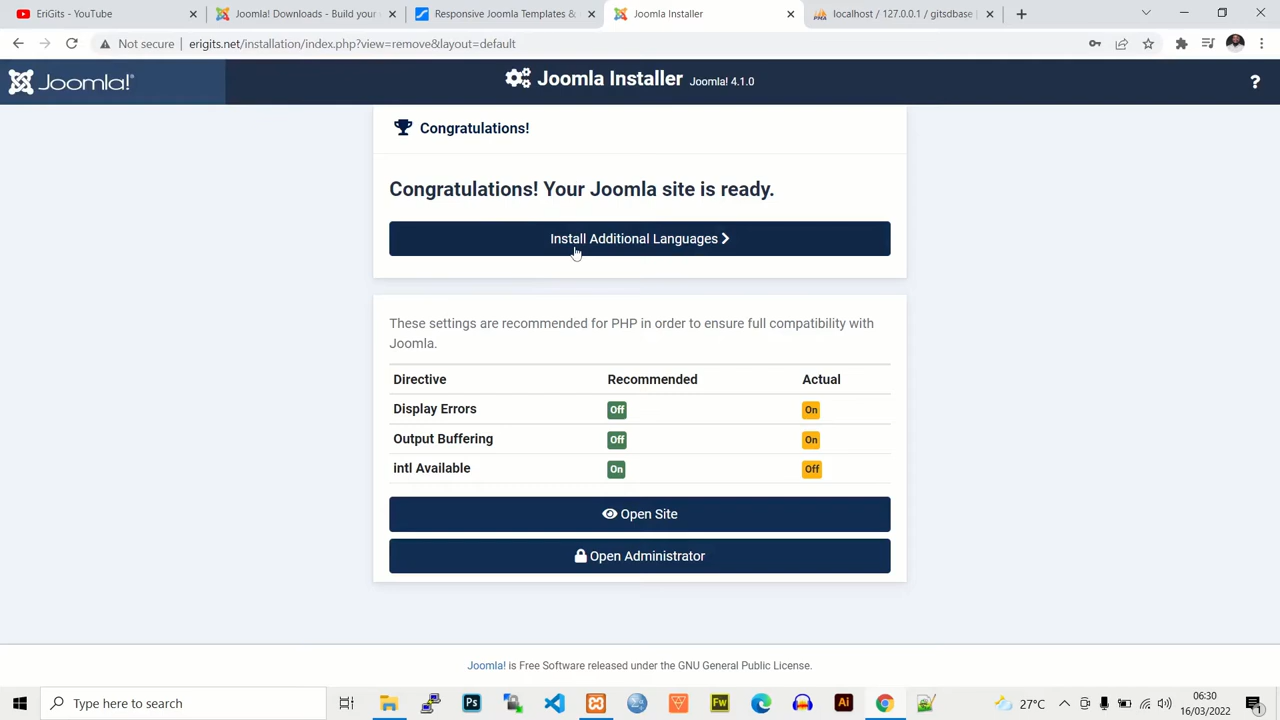 EriGits - YouTube
Joomla! Downloads - Build your
Responsive Joomla Templates &
Joomla Installer
localhost / 127.0.0.1 / gitsdbase
Not secure
erigits.net/installation/index.php?view=remove&layout=default
Joomla!®
Joomla Installer Joomla! 4.1.0
?
Congratulations!
Congratulations! Your Joomla site is ready.
Install Additional Languages
These settings are recommended for PHP in order to ensure full compatibility with
Joomla.
Directive Recommended Actual
Display Errors Off On
Output Buffering Off On
intl Available On Off
Open Site
Open Administrator
Joomla! is Free Software released under the GNU General Public License.
Type here to search
Ps
Fw
Ai
27°C
06:30
16/03/2022
1